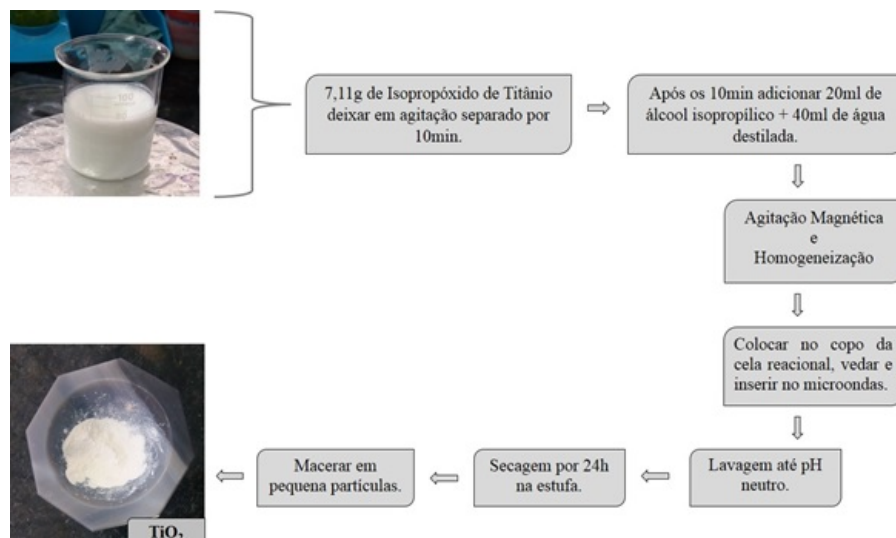 7,11g de Isopropóxido de Titânio
deixar em agitação separado por
10min.
Após os 10min adicionar 20ml de
álcool isopropílico + 40ml de água
destilada.
Agitação Magnética
e
Homogeneização
Colocar no copo da
cela reacional, vedar e
inserir no microondas.
Lavagem até pH
neutro.
Secagem por 24h
na estufa.
Macerar em
pequena partículas.
TiO₂